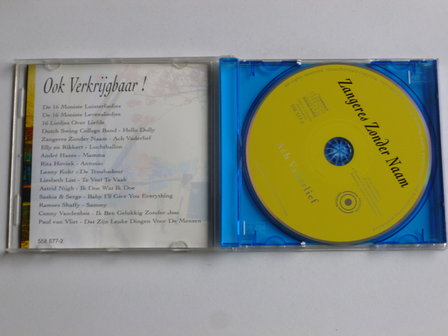 Ook Verkrijgbaar !
De 16 Mooiste Luisterliedjes
De 16 Mooiste Levensliedjes
16 Liedjes Over Liefde
Dutch Swing College Band - Hello Dolly
Zangeres Zonder Naam - Ach Vaderlief
Elly en Rikkert - Luchtballon
André Hazes - Mamma
Rita Hovink - Antonio
Lenny Kuhr - De Troubadour
Liesbeth List - Te Veel Te Vaak
Astrid Nijgh - Ik Doe Wat Ik Doe
Saskia & Serge - Baby I'll Give You Everything
Ramses Shaffy - Sammy
Conny Vandenbos - Ik Ben Gelukkig Zonder Jou
Paul van Vliet - Dat Zijn Leuke Dingen Voor De Mensen
558 077-2
Zangeres Zonder Naam
Ach Vaderlief